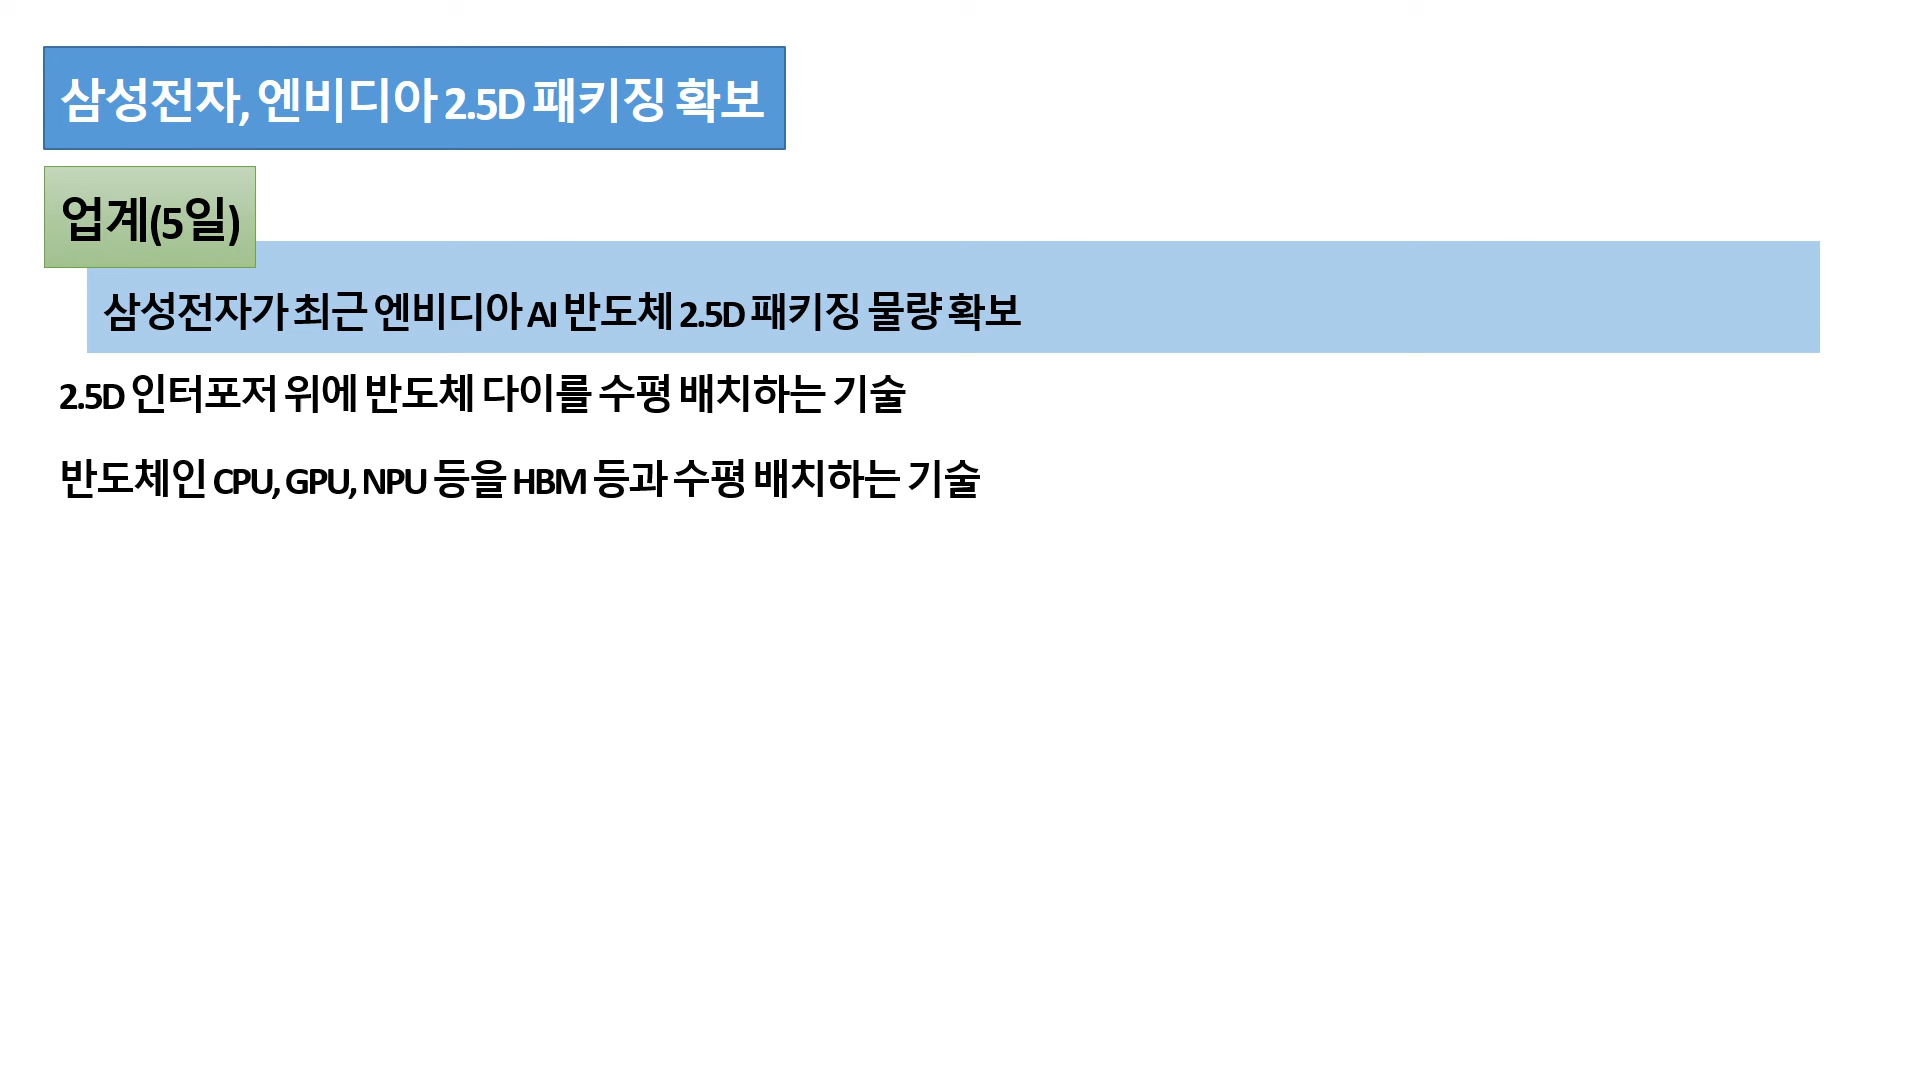 삼성전자, 엔비디아 2.5D 패키징 확보
업계(5일)
삼성전자가 최근 엔비디아 AI 반도체 2.5D 패키징 물량 확보
2.5D 인터포저 위에 반도체 다이를 수평 배치하는 기술
반도체인 CPU, GPU, NPU 등을 HBM 등과 수평 배치하는 기술